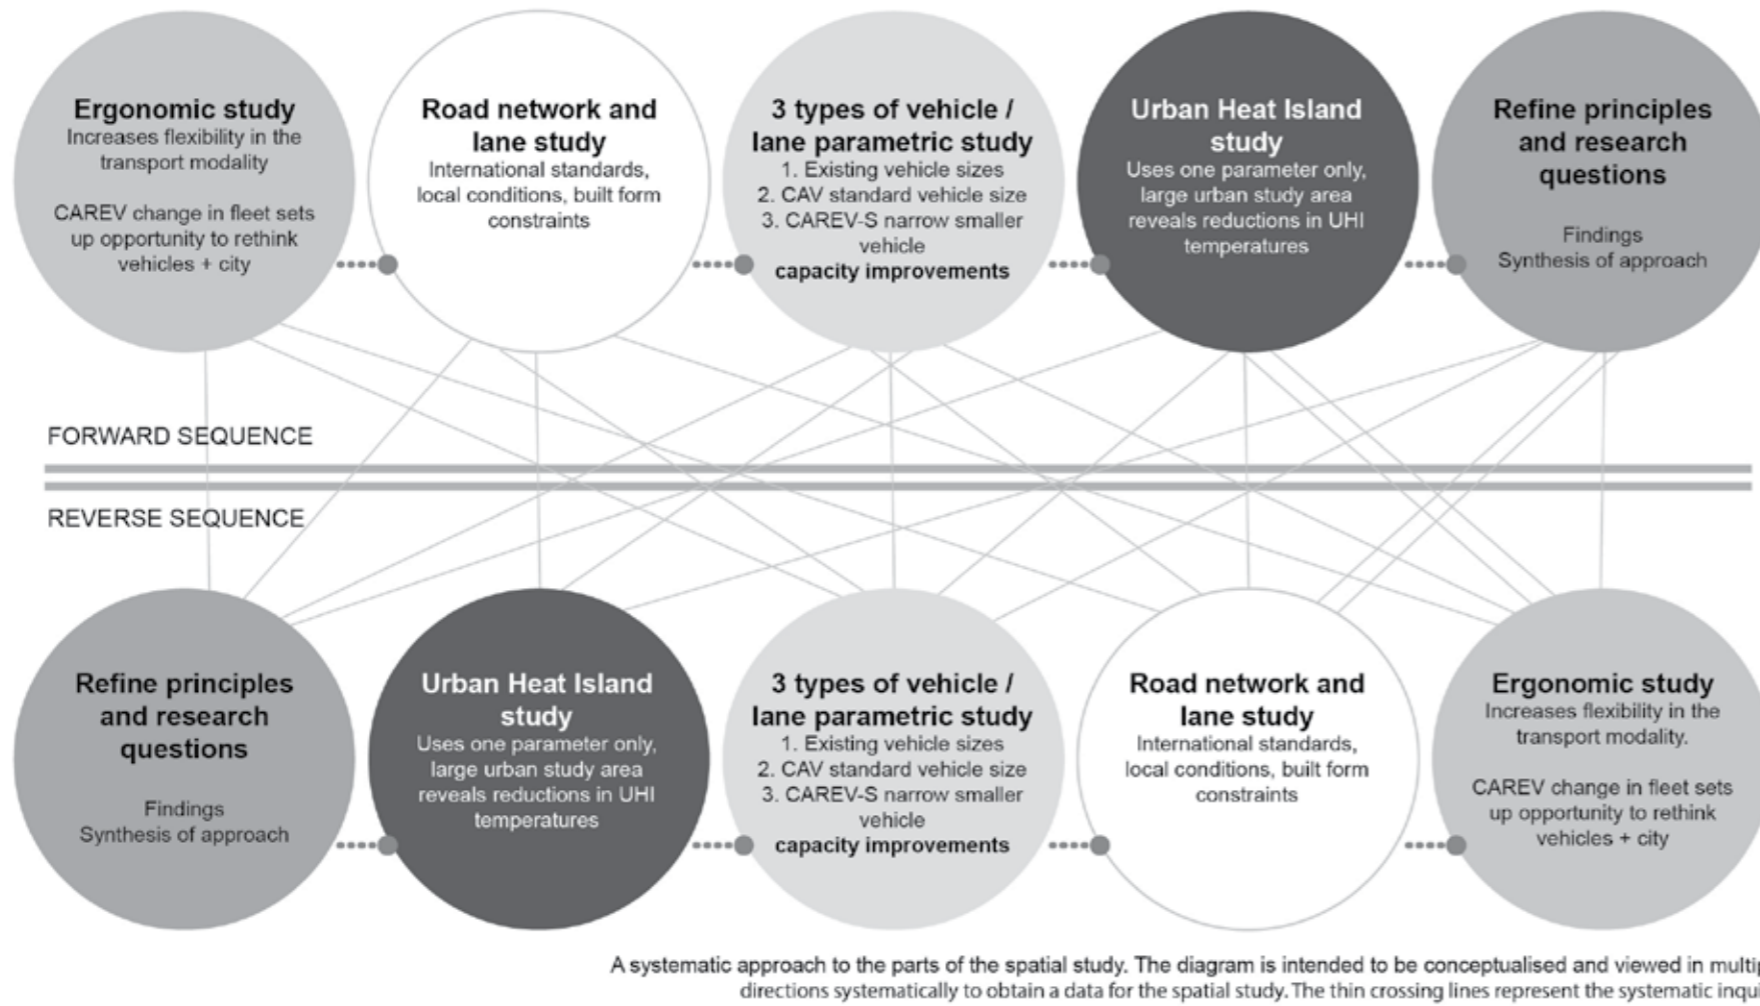 Ergonomic study
Increases flexibility in the
transport modality
CAREV change in fleet sets
up opportunity to rethink
vehicles + city
Road network and
lane study
International standards,
local conditions, built form
constraints
3 types of vehicle /
lane parametric study
1. Existing vehicle sizes
2. CAV standard vehicle size
3. CAREV-S narrow smaller
vehicle
capacity improvements
Urban Heat Island
study
Uses one parameter only,
large urban study area
reveals reductions in UHI
temperatures
Refine principles
and research
questions
Findings
Synthesis of approach
FORWARD SEQUENCE
REVERSE SEQUENCE
Refine principles
and research
questions
Findings
Synthesis of approach
Urban Heat Island
study
Uses one parameter only,
large urban study area
reveals reductions in UHI
temperatures
3 types of vehicle /
lane parametric study
1. Existing vehicle sizes
2. CAV standard vehicle size
3. CAREV-S narrow smaller
vehicle
capacity improvements
Road network and
lane study
International standards,
local conditions, built form
constraints
Ergonomic study
Increases flexibility in the
transport modality.
CAREV change in fleet sets
up opportunity to rethink
vehicles + city
A systematic approach to the parts of the spatial study. The diagram is intended to be conceptualised and viewed in
directions systematically to obtain a data for the spatial study. The thin crossing lines represent the systematic